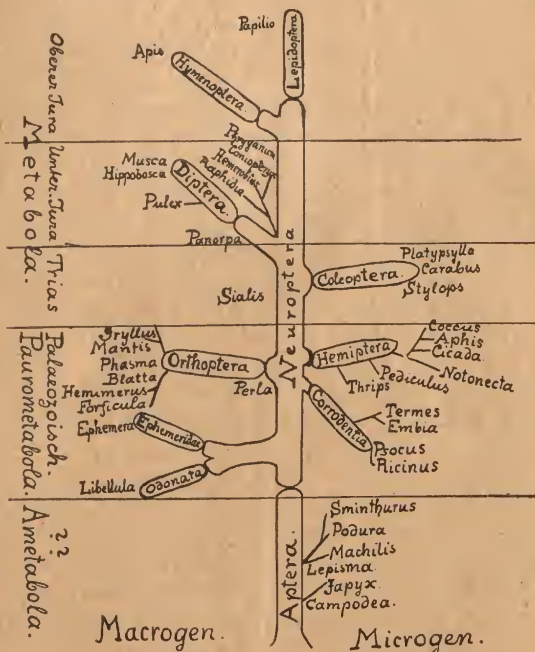 Papilio
Lepidoptera
Apis
Hymenoptera.
Oberer Jura
Unter. Jura
Trias
Metabola.
Phryganum
Coniopteryx
Hemerobius
Raphidia
Musca
Hippobosca
Diptera.
Pulex
Panorpa
Neuroptera
Platypsylla
Coleoptera.
Carabus
Stylops
Sialis
Palaeozoisch.
Paurometabola.
Gryllus
Mantis
Phasma
Blatta
Hemimerus
Forficula
Orthoptera
Perla
Hemiptera
Coccus
Aphis
Cicada.
Notonecta
Pediculus
Thrips
Corrodentia
Termes
Embia
Psocus
Ricinus
Ephemera
Ephemeridae
Libellula
Odonata
? ?
Ametabola.
Aptera.
Sminthurus
Podura
Machilis
Lepisma.
Japyx.
Campodea.
Macrogen.
Microgen.